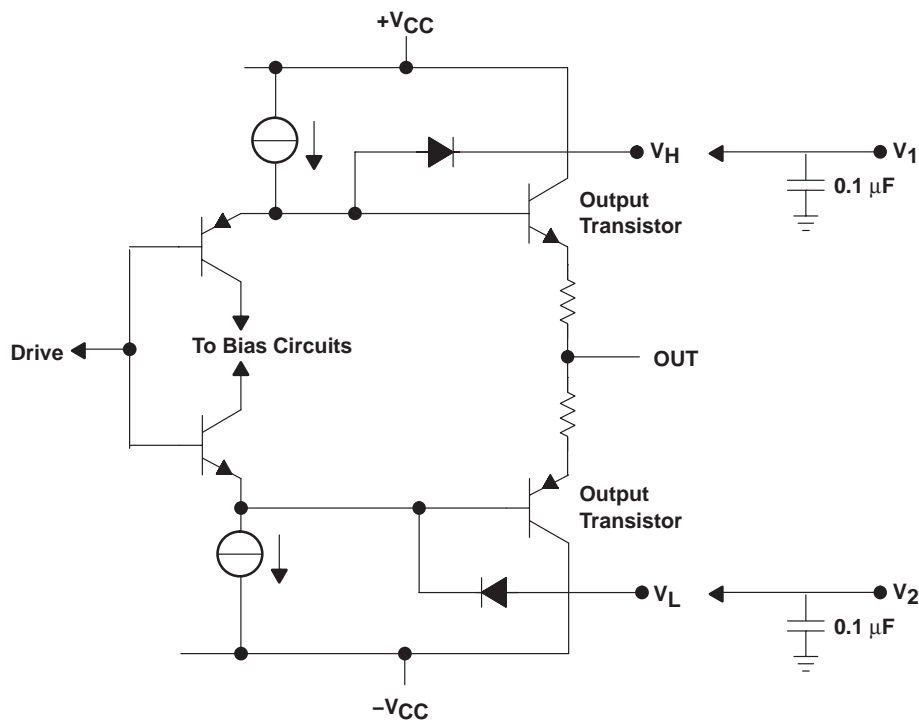 +VCC
VH
V1
0.1 μF
Output
Transistor
Drive
To Bias Circuits
OUT
Output
Transistor
VL
V2
0.1 μF
−VCC